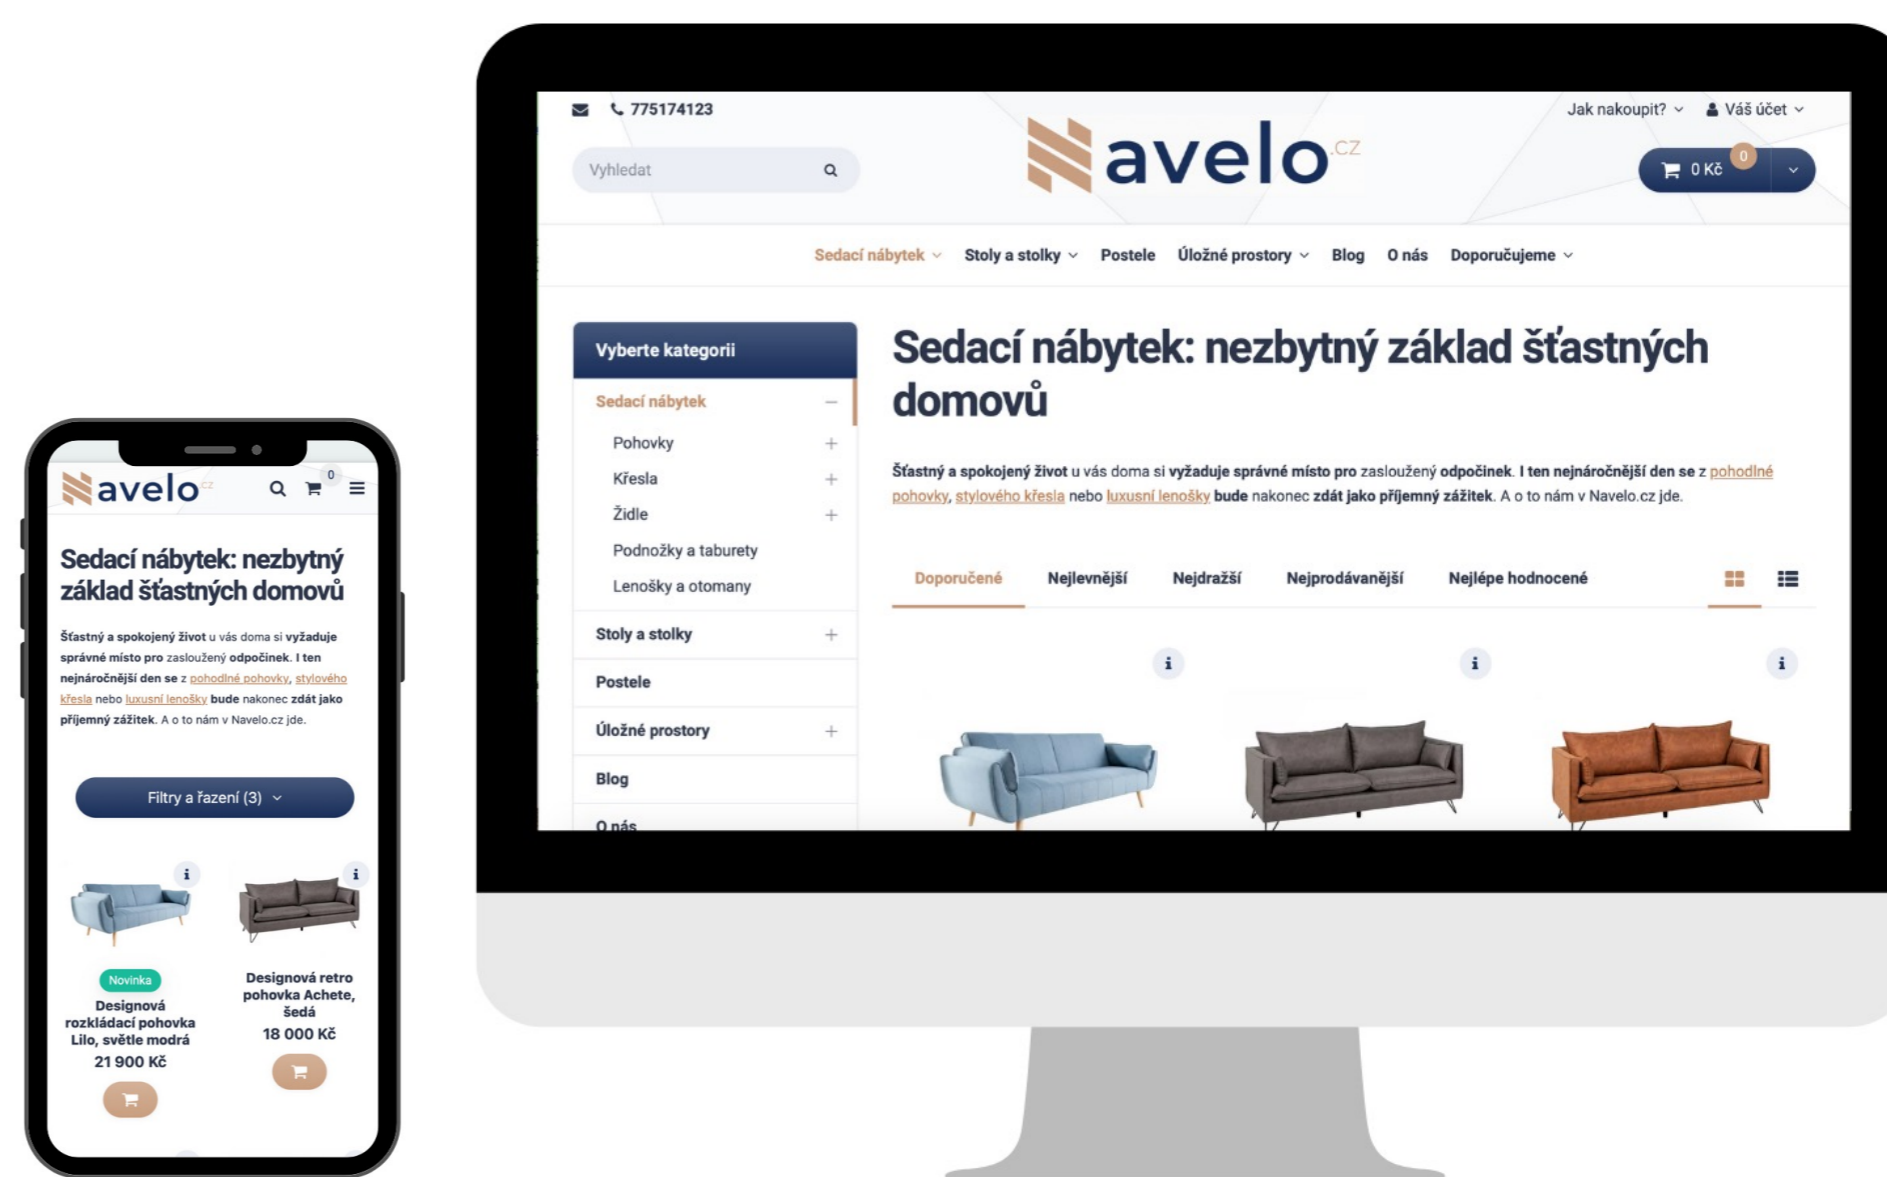 avelo.cz
0
Sedací nábytek: nezbytný
základ šťastných domovů
Šťastný a spokojený život u vás doma si vyžaduje
správné místo pro zasloužený odpočinek. I ten
nejnáročnější den se z pohodlné pohovky, stylového
křesla nebo luxusní lenošky bude nakonec zdát jako
příjemný zážitek. A o to nám v Navelo.cz jde.
Filtry a řazení (3)
Novinka
Designová
rozkládací pohovka
Lilo, světle modrá
21 900 Kč
Designová retro
pohovka Achete,
šedá
18 000 Kč
775174123
Jak nakoupit?
Váš účet
Vyhledat
avelo.cz
0 Kč
0
Sedací nábytek Stoly a stolky Postele Úložné prostory Blog O nás Doporučujeme
Vyberte kategorii
Sedací nábytek
Pohovky
Křesla
Židle
Podnožky a taburety
Lenošky a otomany
Stoly a stolky
Postele
Úložné prostory
Blog
O nás
Sedací nábytek: nezbytný základ šťastných
domovů
Šťastný a spokojený život u vás doma si vyžaduje správné místo pro zasloužený odpočinek. I ten nejnáročnější den se z pohodlné
pohovky, stylového křesla nebo luxusní lenošky bude nakonec zdát jako příjemný zážitek. A o to nám v Navelo.cz jde.
Doporučené Nejlevnější Nejdražší Nejprodávanější Nejlépe hodnocené